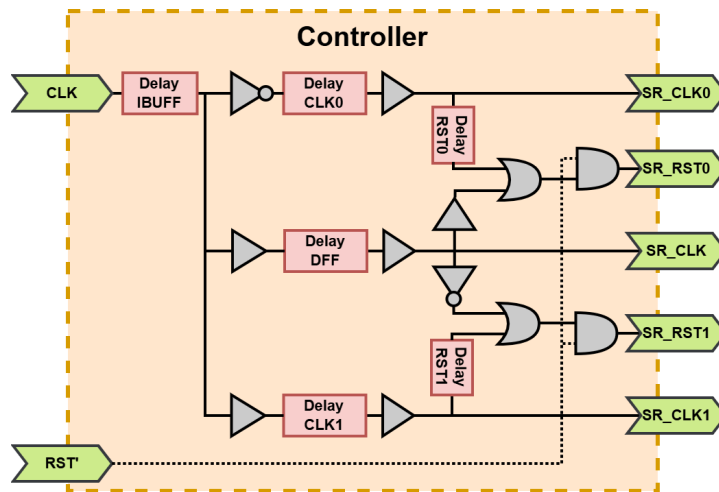 Controller
CLK
Delay
IBUFF
Delay
CLK0
SR_CLK0
Delay
RST0
SR_RST0
Delay
DFF
SR_CLK
Delay
RST1
SR_RST1
Delay
CLK1
SR_CLK1
RST'